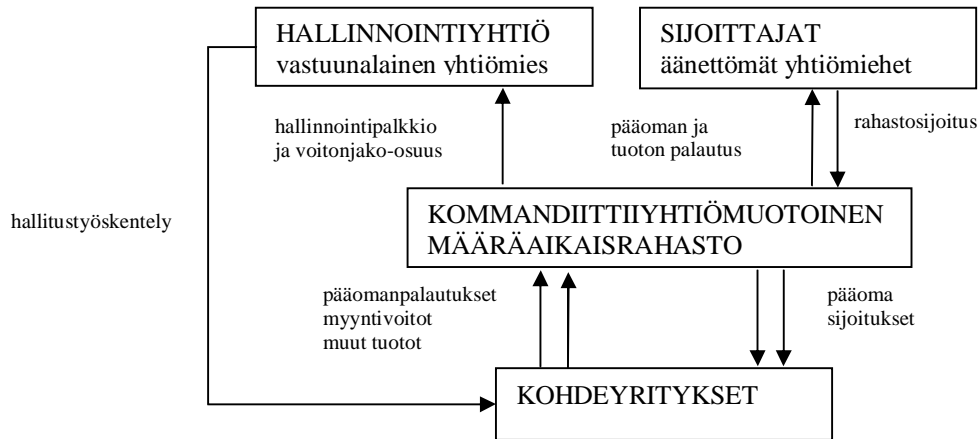 HALLINNOINTIYHTIÖ
vastuunalainen yhtiömies
SIJOITTAJAT
äänettömät yhtiömiehet
hallinnointipalkkio
ja voitonjako-osuus
pääoman ja
tuoton palautus
rahastosijoitus
hallitustyöskentely
KOMMANDIITTIIYHTIÖMUOTOINEN
MÄÄRÄAIKAISRAHASTO
pääomanpalautukset
myyntivoitot
muut tuotot
pääoma
sijoitukset
KOHDEYRITYKSET